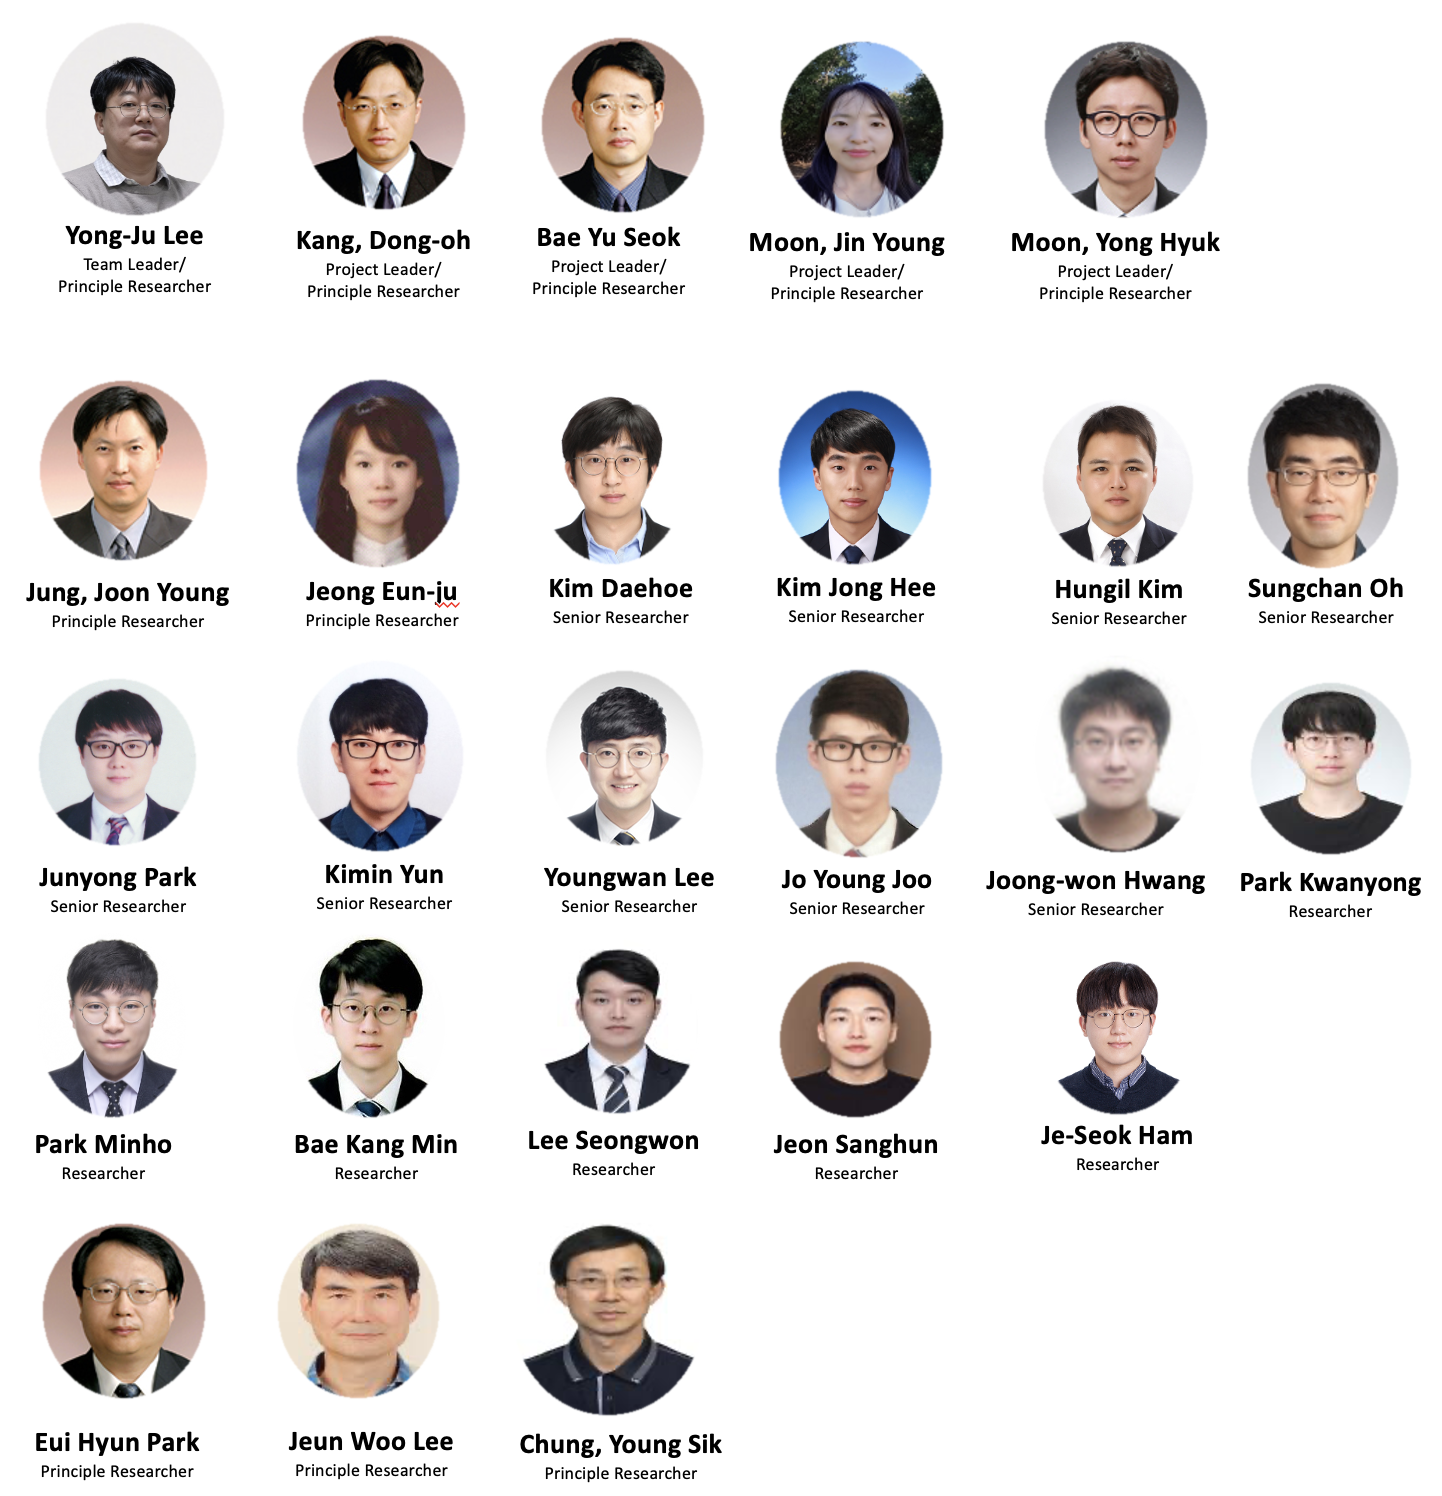 Yong-Ju Lee
Team Leader/
Principle Researcher
Kang, Dong-oh
Project Leader/
Principle Researcher
Bae Yu Seok
Project Leader/
Principle Researcher
Moon, Jin Young
Project Leader/
Principle Researcher
Moon, Yong Hyuk
Project Leader/
Principle Researcher
Jung, Joon Young
Principle Researcher
Jeong Eun-ju
Principle Researcher
Kim Daehoe
Senior Researcher
Kim Jong Hee
Senior Researcher
Hungil Kim
Senior Researcher
Sungchan Oh
Senior Researcher
Junyong Park
Senior Researcher
Kimin Yun
Senior Researcher
Youngwan Lee
Senior Researcher
Jo Young Joo
Senior Researcher
Joong-won Hwang
Senior Researcher
Park Kwanyong
Researcher
Park Minho
Researcher
Bae Kang Min
Researcher
Lee Seongwon
Researcher
Jeon Sanghun
Researcher
Je-Seok Ham
Researcher
Eui Hyun Park
Principle Researcher
Jeun Woo Lee
Principle Researcher
Chung, Young Sik
Principle Researcher